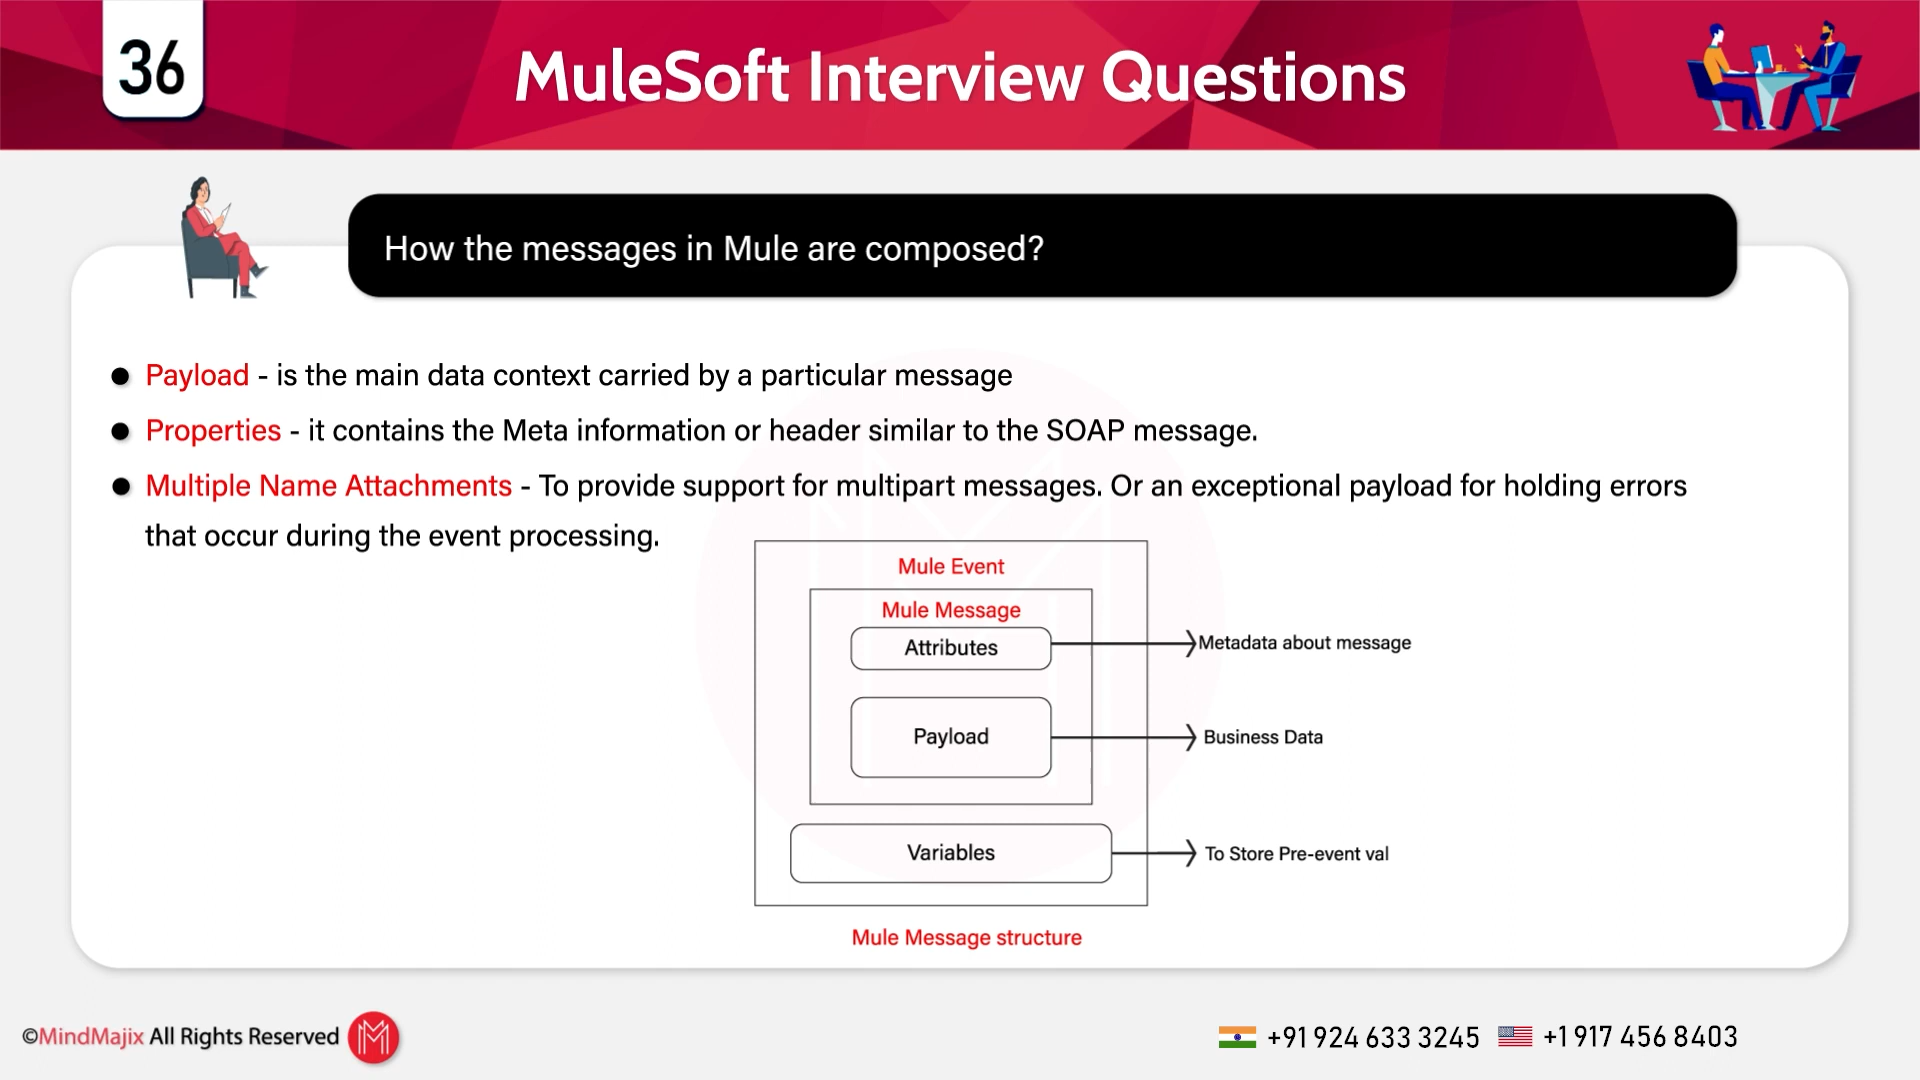 36
MuleSoft Interview Questions
How the messages in Mule are composed?
● Payload - is the main data context carried by a particular message
● Properties - it contains the Meta information or header similar to the SOAP message.
● Multiple Name Attachments - To provide support for multipart messages. Or an exceptional payload for holding errors
that occur during the event processing.
Mule Event
Mule Message
Attributes
Metadata about message
Payload
Business Data
Variables
To Store Pre-event val
Mule Message structure
©MindMajix All Rights Reserved
+91 924 633 3245
+1 917 456 8403